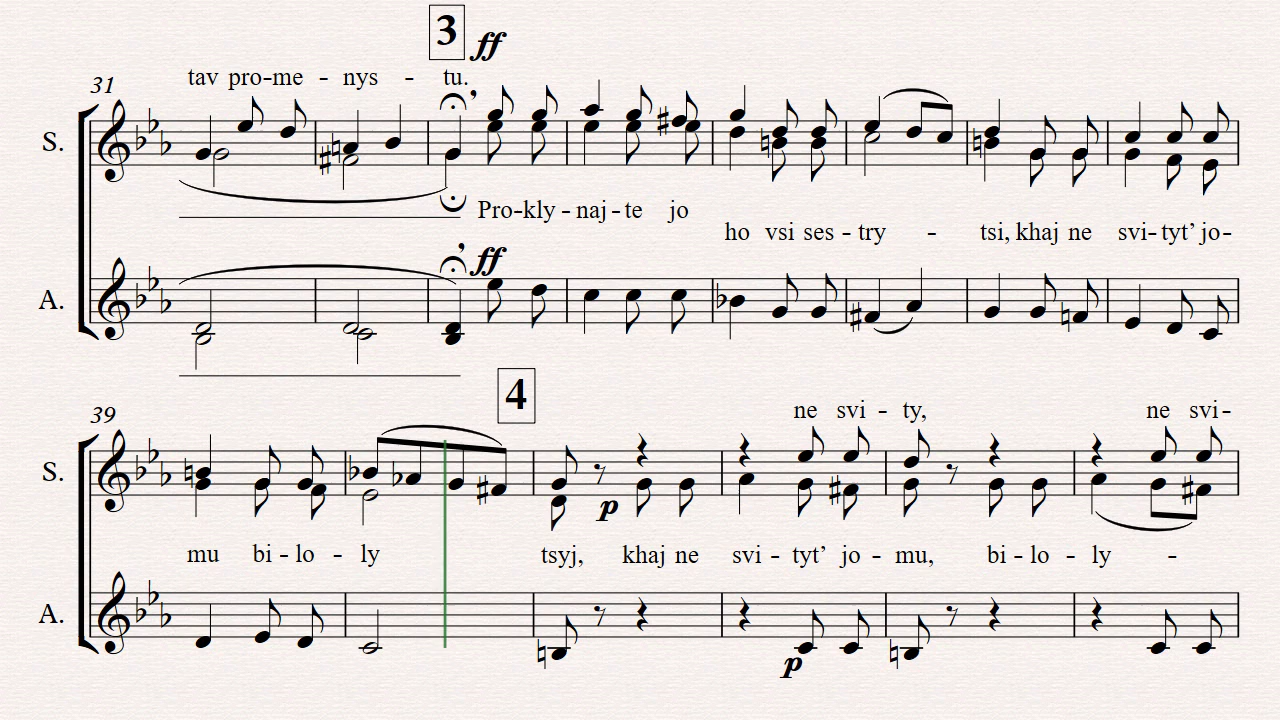 3 ff
31 tav pro-me - nys - tu.
S.
Pro-kly - naj - te jo
ho vsi ses - try - tsi, khaj ne svi - tyt’ jo -
ff
A.
4
39 ne svi - ty, ne svi -
S.
p
mu bi - lo - ly tsyj, khaj ne svi - tyt’ jo - mu, bi - lo - ly -
A.
p